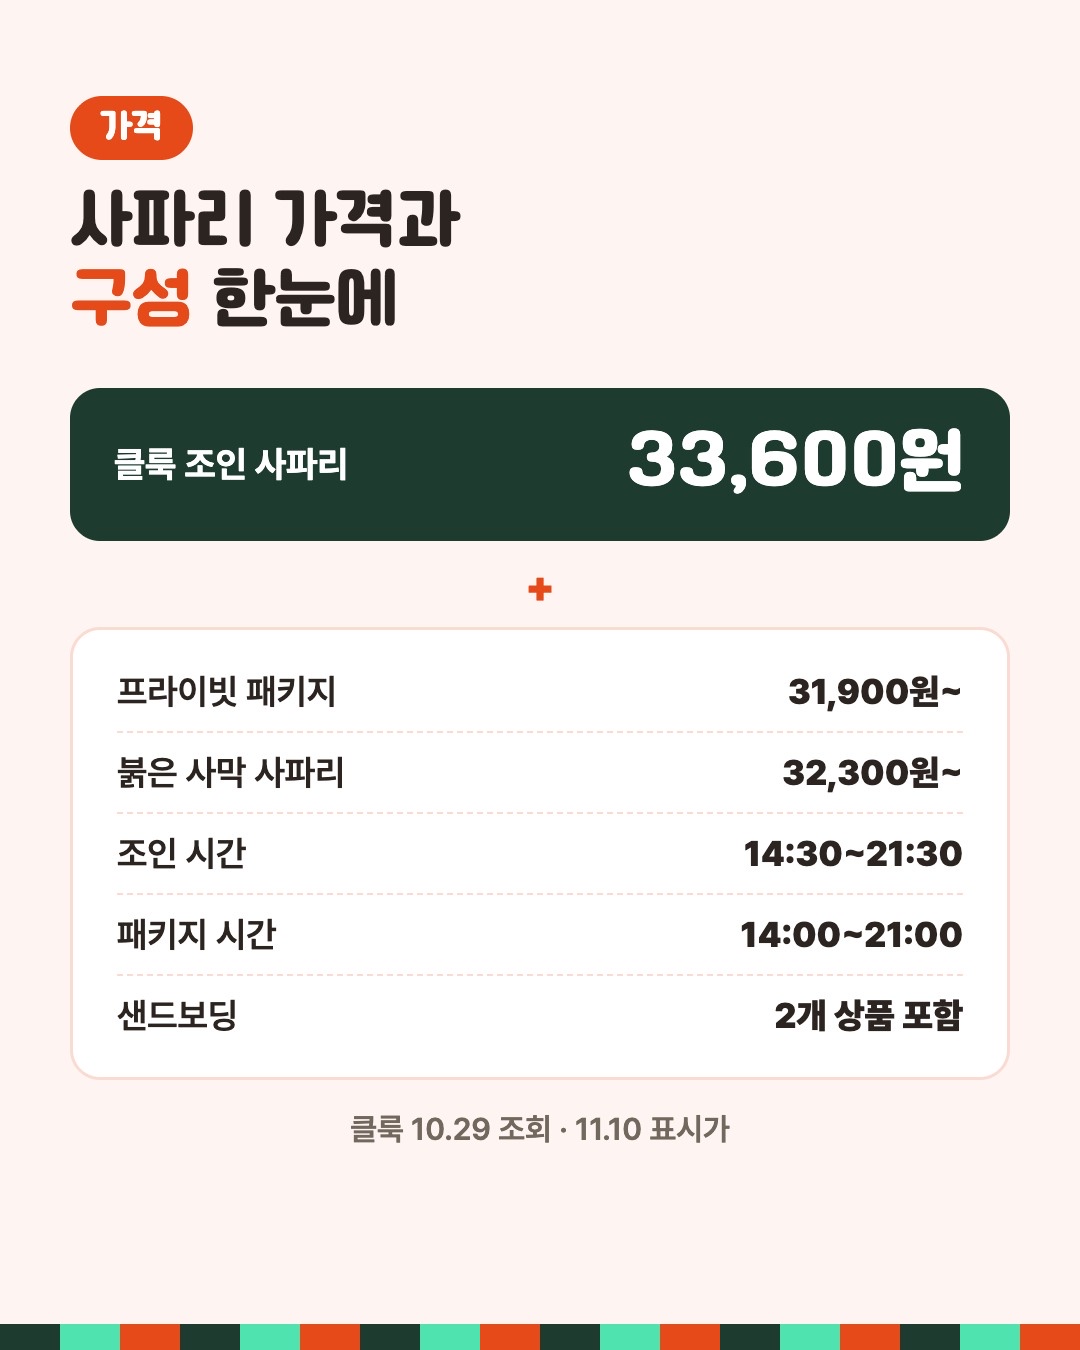 가격
사파리 가격과
구성 한눈에
클룩 조인 사파리 33,600원
+
프라이빗 패키지 31,900원~
붉은 사막 사파리 32,300원~
조인 시간 14:30~21:30
패키지 시간 14:00~21:00
샌드보딩 2개 상품 포함
클룩 10.29 조회 · 11.10 표시가